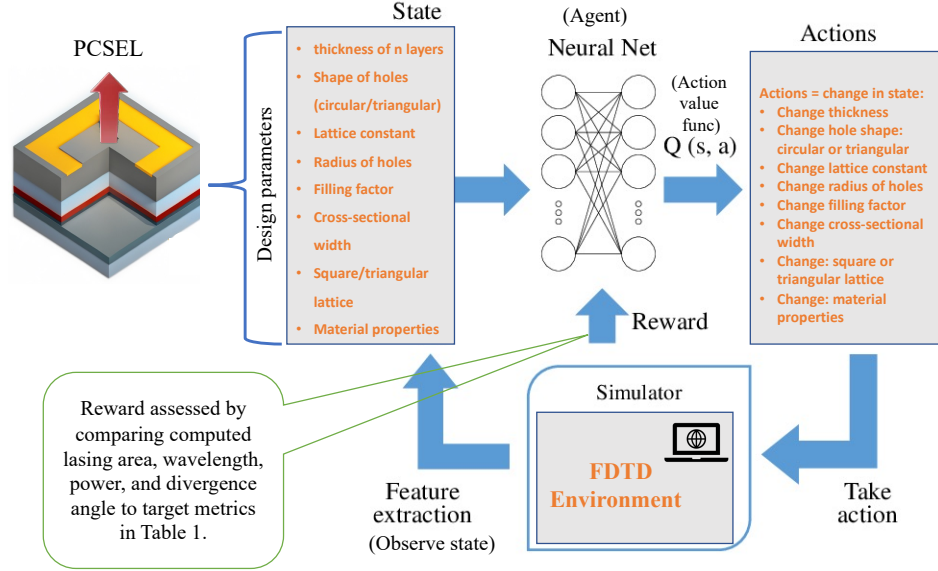 PCSEL
Design parameters
State
• thickness of n layers
• Shape of holes
(circular/triangular)
• Lattice constant
• Radius of holes
• Filling factor
• Cross-sectional
width
• Square/triangular
lattice
• Material properties
(Agent)
Neural Net
(Action
value
func)
Q (s, a)
Actions
Actions = change in state:
• Change thickness
• Change hole shape:
circular or triangular
• Change lattice constant
• Change radius of holes
• Change filling factor
• Change cross-sectional
width
• Change: square or
triangular lattice
• Change: material
properties
Reward
Reward assessed by
comparing computed
lasing area, wavelength,
power, and divergence
angle to target metrics
in Table 1.
Feature
extraction
(Observe state)
Simulator
FDTD
Environment
Take
action